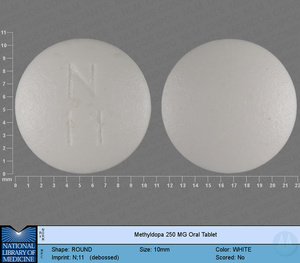 N
11
11
10
9
8
7
6
5
4
3
2
1
0
mm
0 1 2 3 4 5 6 7 8 9 10 11 12 13 14 15 16 17 18 19 20 21 22
Methyldopa 250 MG Oral Tablet
Shape: ROUND Size: 10mm Color: WHITE
Imprint: N;11 (debossed) Scored: No
NATIONAL
LIBRARY OF
MEDICINE